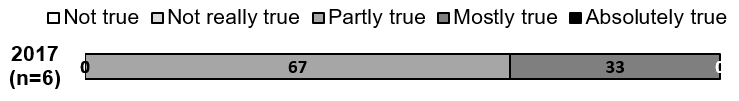 Not true Not really true Partly true Mostly true Absolutely true
2017
(n=6)
0 67 33 0